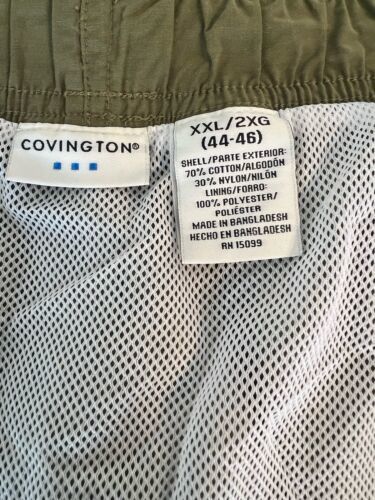 COVINGTON®
XXL/2XG
(44-46)
SHELL/PARTE EXTERIOR:
70% COTTON/ALGODÓN
30% NYLON/NILÓN
LINING/FORRO:
100% POLYESTER/
POLIÉSTER
MADE IN BANGLADESH
HECHO EN BANGLADESH
RN 15099